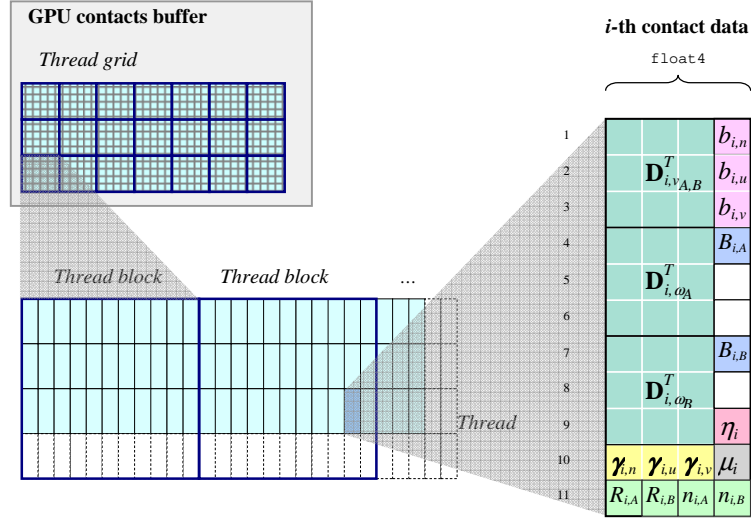 GPU contacts buffer
Thread grid
Thread block
Thread block
...
Thread
i-th contact data
float4
1
2
3
4
5
6
7
8
9
10
11
D^T_{i,v_{A,B}}
b_{i,n}
b_{i,u}
b_{i,v}
B_{i,A}
D^T_{i,ω_A}
B_{i,B}
D^T_{i,ω_B}
η_i
γ_{i,n} γ_{i,u} γ_{i,v} μ_i
R_{i,A} R_{i,B} n_{i,A} n_{i,B}